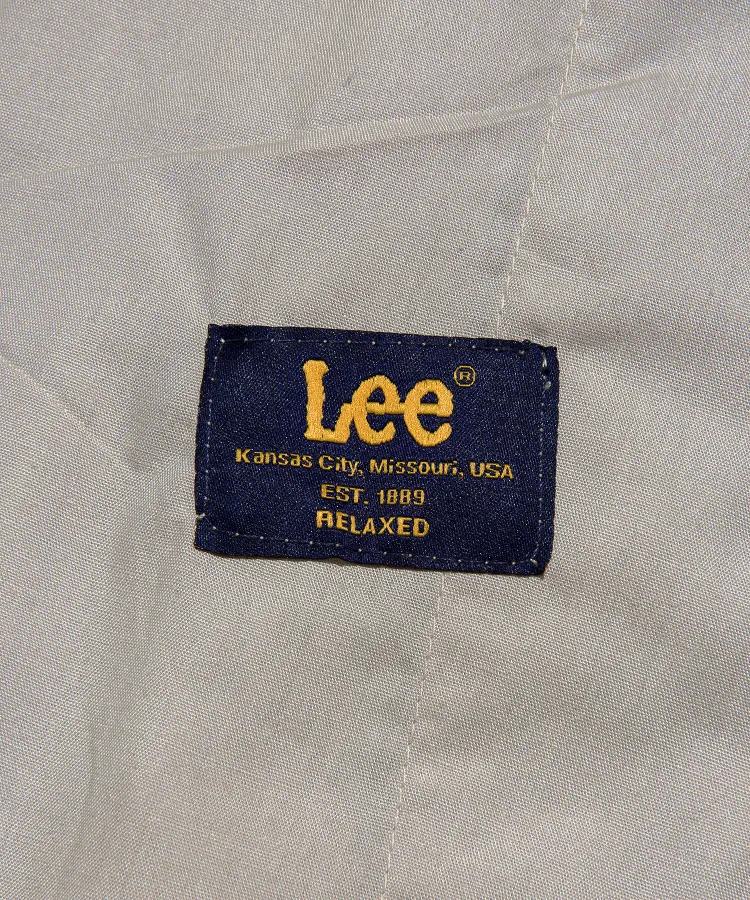 Lee®
Kansas City, Missouri, USA
EST. 1889
RELAXED